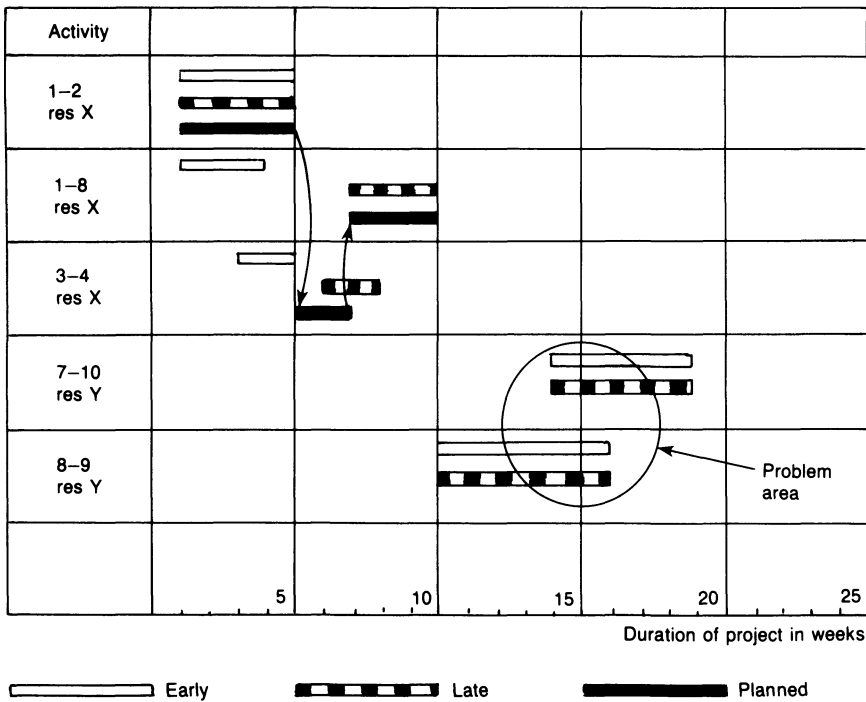 Activity
1–2
res X
1–8
res X
3–4
res X
7–10
res Y
8–9
res Y
Problem
area
5 10 15 20 25
Duration of project in weeks
Early Late Planned